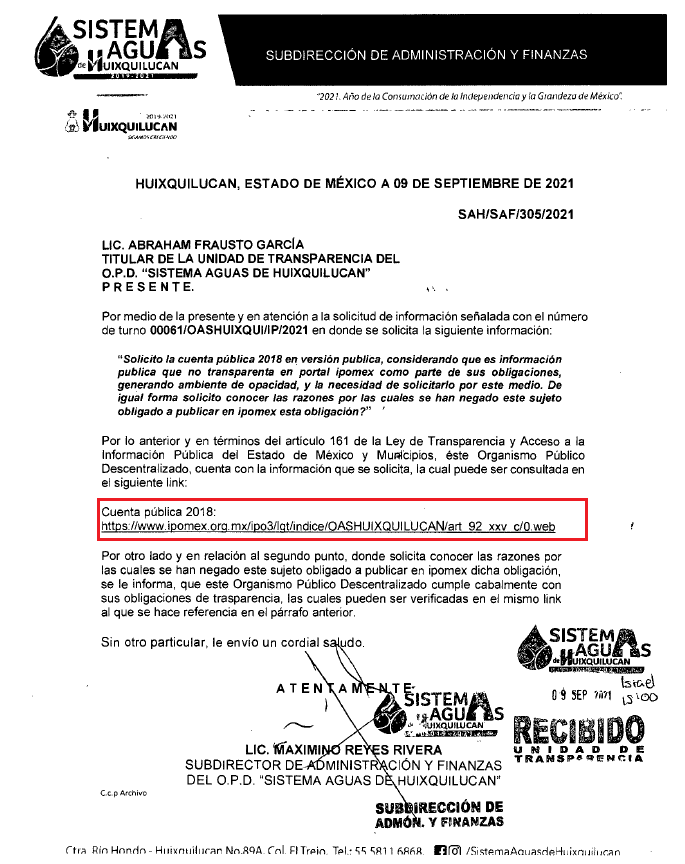 SISTEMA
AGUAS
de HUIXQUILUCAN
2019-2021
SUBDIRECCIÓN DE ADMINISTRACIÓN Y FINANZAS
"2021. Año de la Consumación de la Independencia y la Grandeza de México".
2019-2021
HUIXQUILUCAN
SIGAMOS CRECIENDO
HUIXQUILUCAN, ESTADO DE MÉXICO A 09 DE SEPTIEMBRE DE 2021
SAH/SAF/305/2021
LIC. ABRAHAM FRAUSTO GARCÍA
TITULAR DE LA UNIDAD DE TRANSPARENCIA DEL
O.P.D. "SISTEMA AGUAS DE HUIXQUILUCAN"
P R E S E N T E.
Por medio de la presente y en atención a la solicitud de información señalada con el número
de turno 00061/OASHUIXQUI/IP/2021 en donde se solicita la siguiente información:
"Solicito la cuenta pública 2018 en versión publica, considerando que es información
publica que no transparenta en portal ipomex como parte de sus obligaciones,
generando ambiente de opacidad, y la necesidad de solicitarlo por este medio. De
igual forma solicito conocer las razones por las cuales se han negado este sujeto
obligado a publicar en ipomex esta obligación?"
Por lo anterior y en términos del artículo 161 de la Ley de Transparencia y Acceso a la
Información Pública del Estado de México y Municipios, éste Organismo Público
Descentralizado, cuenta con la información que se solicita, la cual puede ser consultada en
el siguiente link:
Cuenta pública 2018:
https://www.ipomex.org.mx/ipo3/lgt/indice/OASHUIXQUILUCAN/art_92_xxv_c/0.web
Por otro lado y en relación al segundo punto, donde solicita conocer las razones por
las cuales se han negado este sujeto obligado a publicar en ipomex dicha obligación,
se le informa, que este Organismo Público Descentralizado cumple cabalmente con
sus obligaciones de trasparencia, las cuales pueden ser verificadas en el mismo link
al que se hace referencia en el párrafo anterior.
Sin otro particular, le envío un cordial saludo.
SISTEMA
AGUAS
de HUIXQUILUCAN
09 SEP 2021
Israel
15:00
RECIBIDO
UNIDAD DE
TRANSPARENCIA
A T E N T A M E N T E
SISTEMA
AGUAS
LIC. MAXIMINO REYES RIVERA
SUBDIRECTOR DE ADMINISTRACIÓN Y FINANZAS
DEL O.P.D. "SISTEMA AGUAS DE HUIXQUILUCAN"
C.c.p Archivo
SUBDIRECCIÓN DE
ADMÓN. Y FINANZAS
Ctra. Río Hondo - Huixquilucan No.89A, Col. El Trejo, Tel.: 55 5811 6868. /SistemaAguasdeHuixquilucan